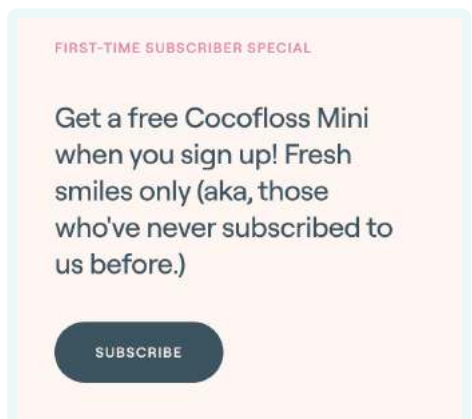 FIRST-TIME SUBSCRIBER SPECIAL
Get a free Cocofloss Mini
when you sign up! Fresh
smiles only (aka, those
who've never subscribed to
us before.)
SUBSCRIBE